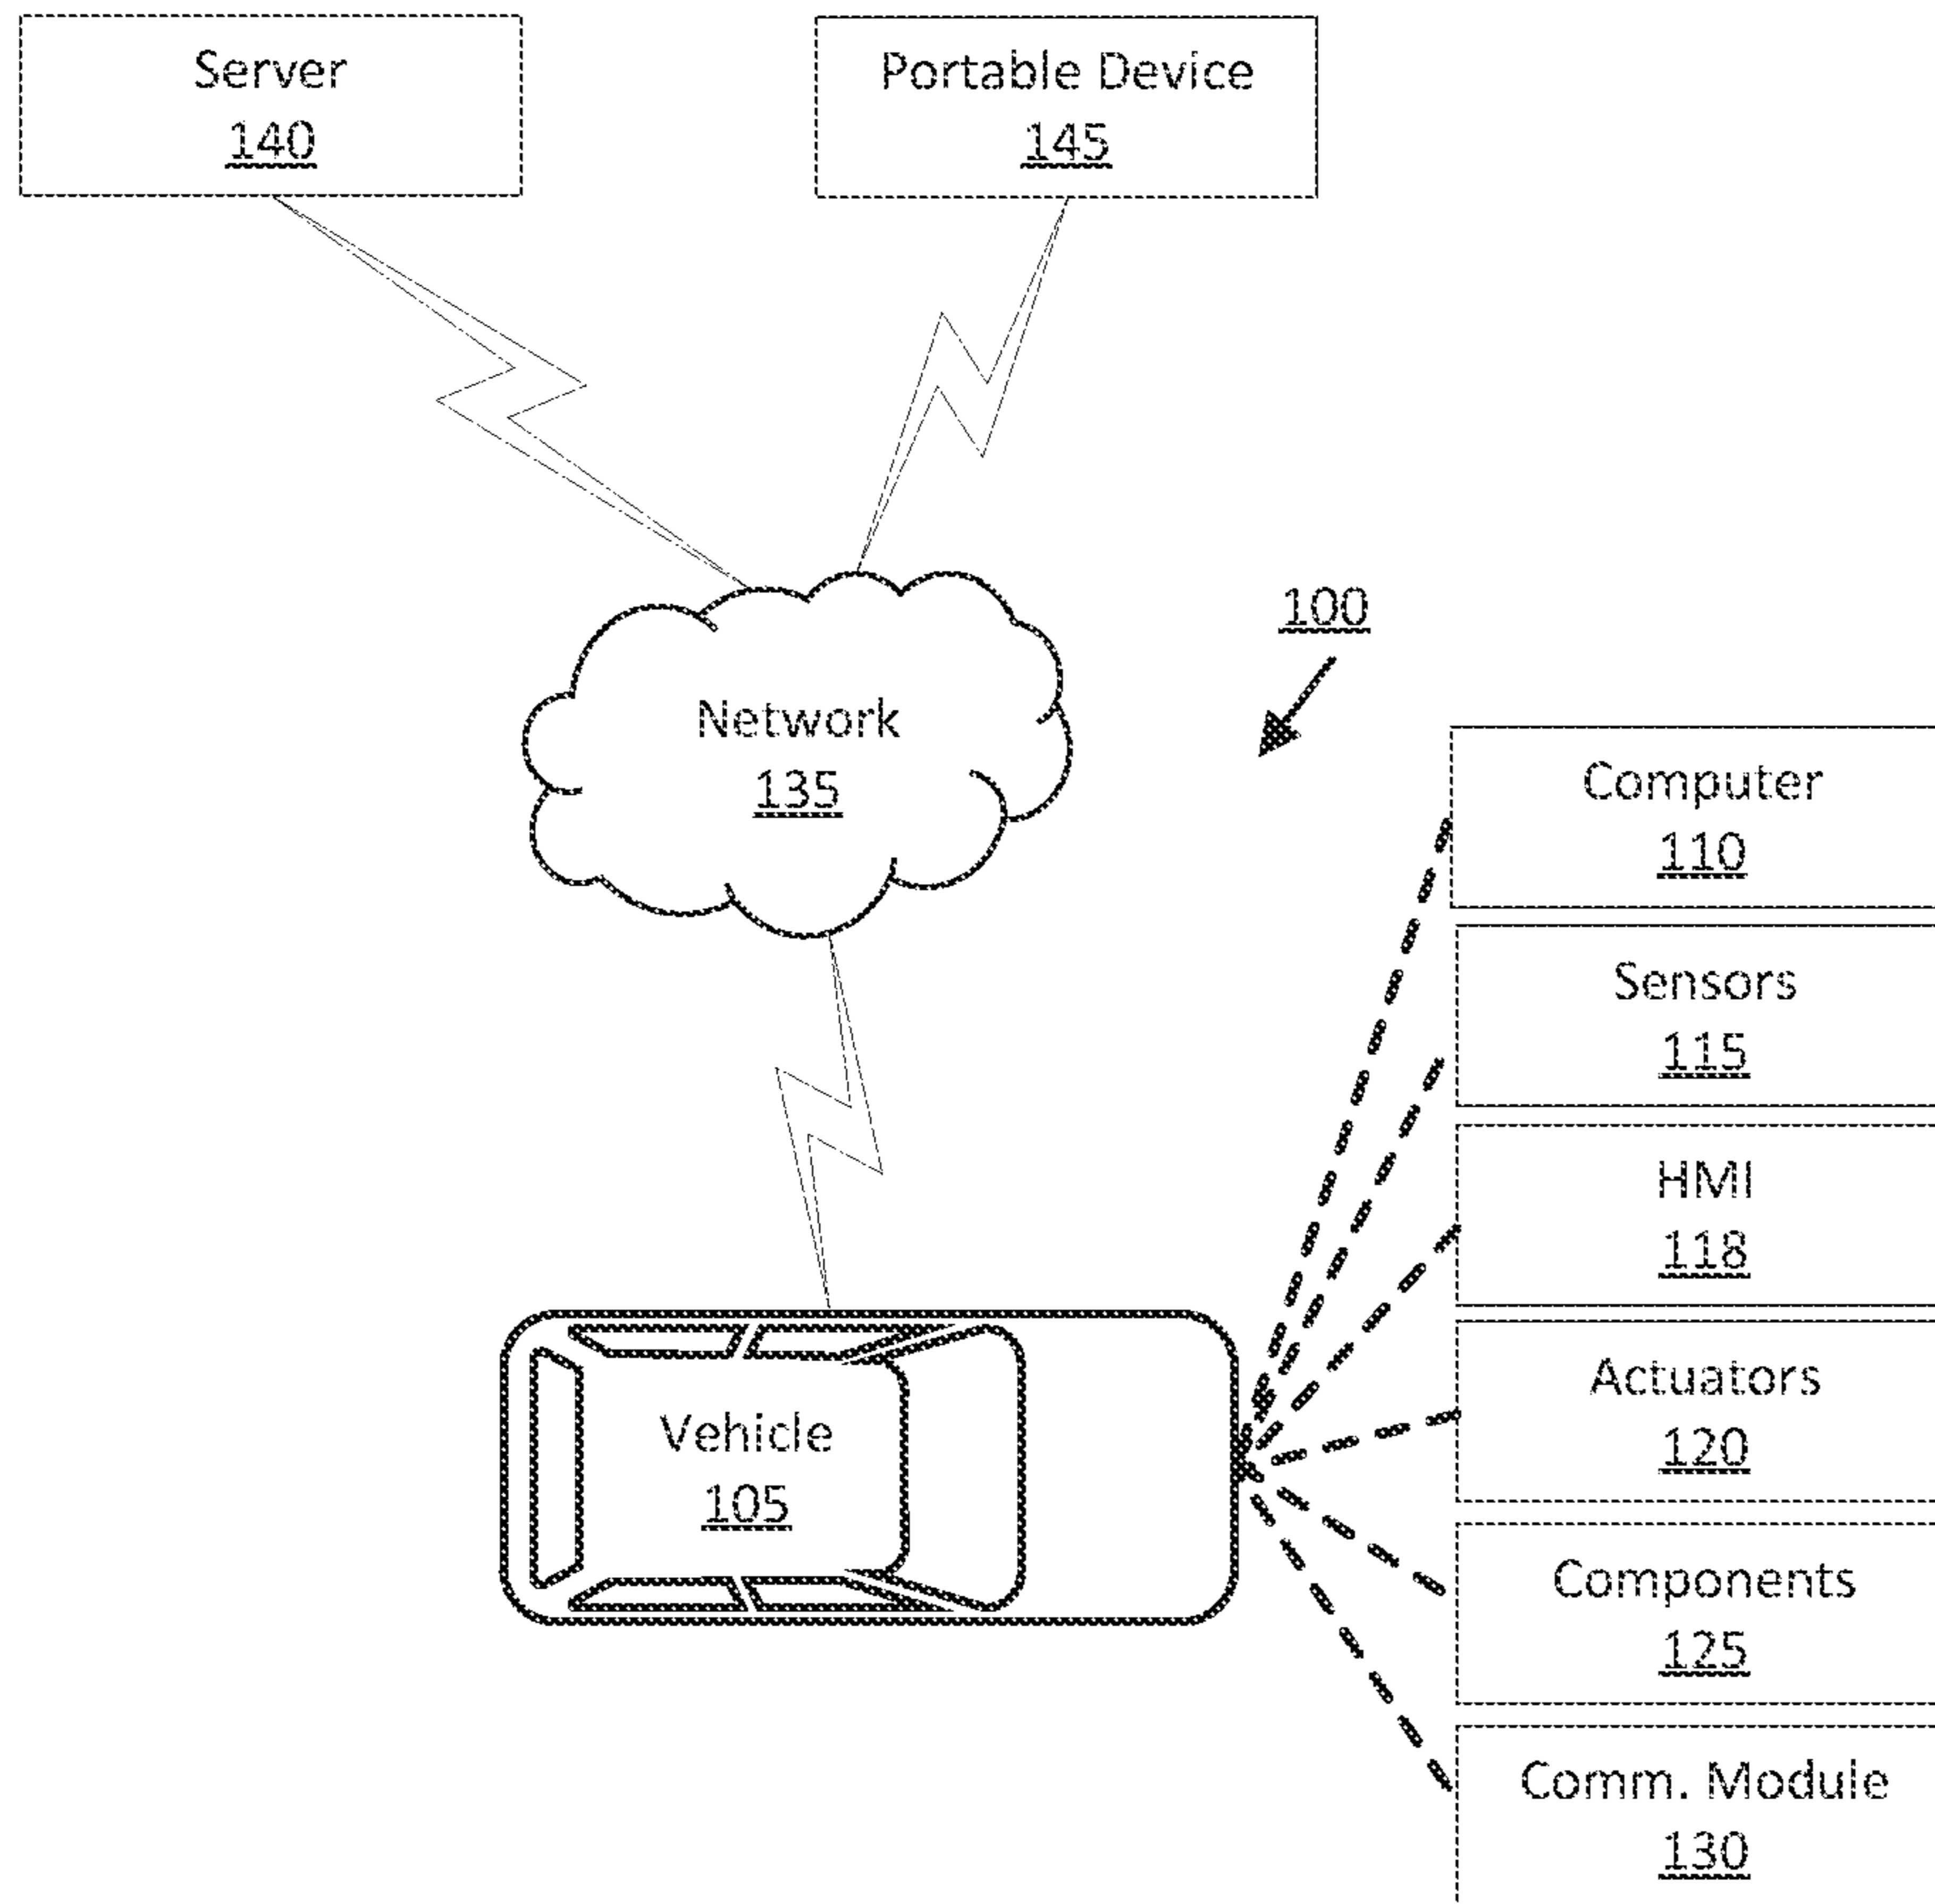 Server
140
Portable Device
145
Network
135
100
Computer
110
Sensors
115
HMI
118
Actuators
120
Vehicle
105
Components
125
Comm. Module
130